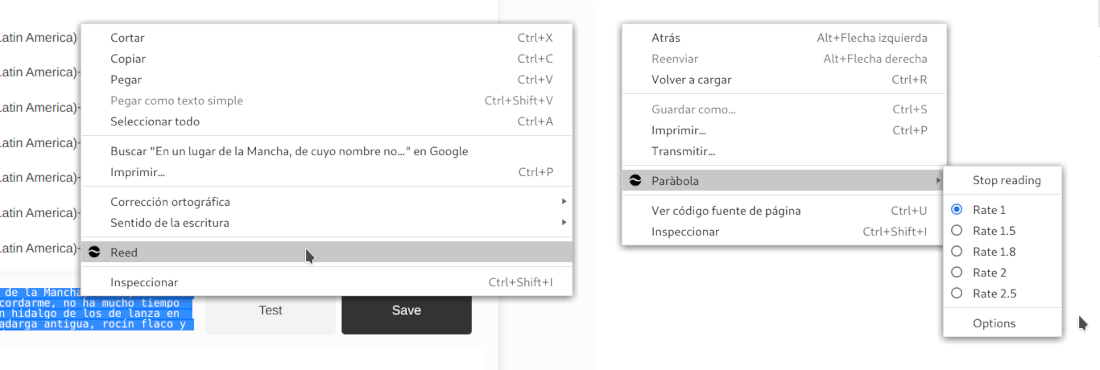 Latin America)
Latin America)-
Latin America)-
Latin America)-
Latin America)-
Latin America)-
Latin America)-
Cortar Ctrl+X
Copiar Ctrl+C
Pegar Ctrl+V
Pegar como texto simple Ctrl+Shift+V
Seleccionar todo Ctrl+A
Buscar "En un lugar de la Mancha, de cuyo nombre no..." en Google
Imprimir... Ctrl+P
Corrección ortográfica
Sentido de la escritura
Reed
Inspeccionar Ctrl+Shift+I
de la Mancha,
cordarme, no ha mucho tiempo
n hidalgo de los de lanza en
adarga antigua, rocín flaco y
Test
Save
Atrás Alt+Flecha izquierda
Reenviar Alt+Flecha derecha
Volver a cargar Ctrl+R
Guardar como... Ctrl+S
Imprimir... Ctrl+P
Transmitir...
Paràbola
Ver código fuente de página Ctrl+U
Inspeccionar Ctrl+Shift+I
Stop reading
Rate 1
Rate 1.5
Rate 1.8
Rate 2
Rate 2.5
Options